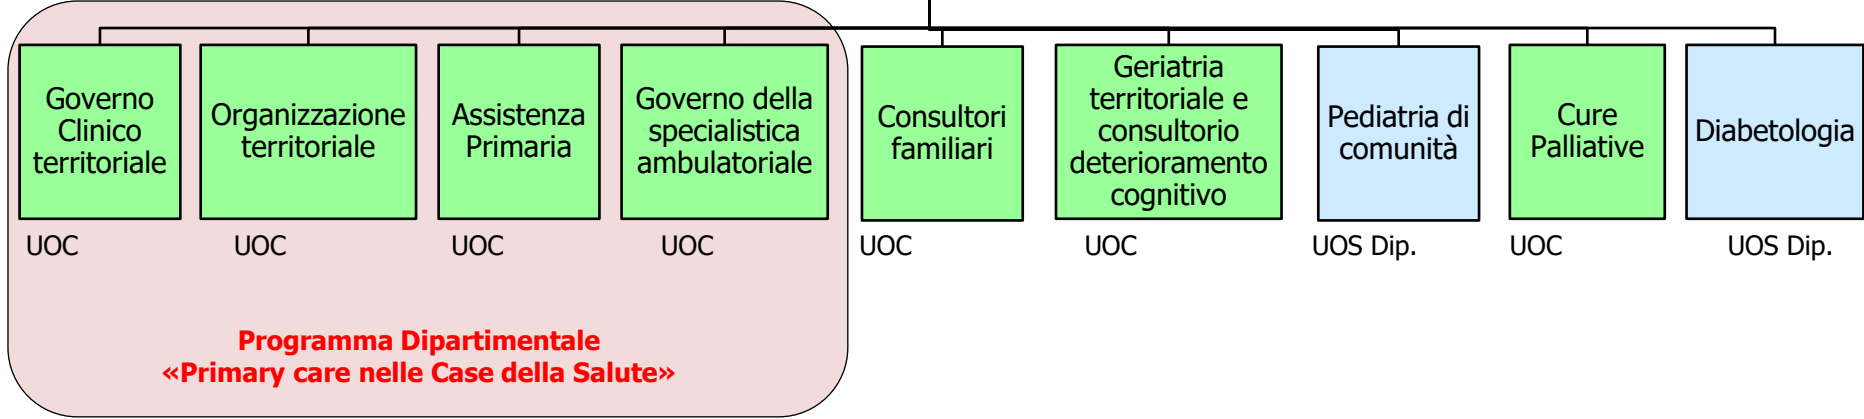 Governo
Clinico
territoriale
Organizzazione
territoriale
Assistenza
Primaria
Governo della
specialistica
ambulatoriale
Consultori
familiari
Geriatria
territoriale e
consultorio
deterioramento
cognitivo
Pediatria di
comunità
Cure
Palliative
Diabetologia
UOC
UOC
UOC
UOC
UOC
UOC
UOS Dip.
UOC
UOS Dip.
Programma Dipartimentale
«Primary care nelle Case della Salute»